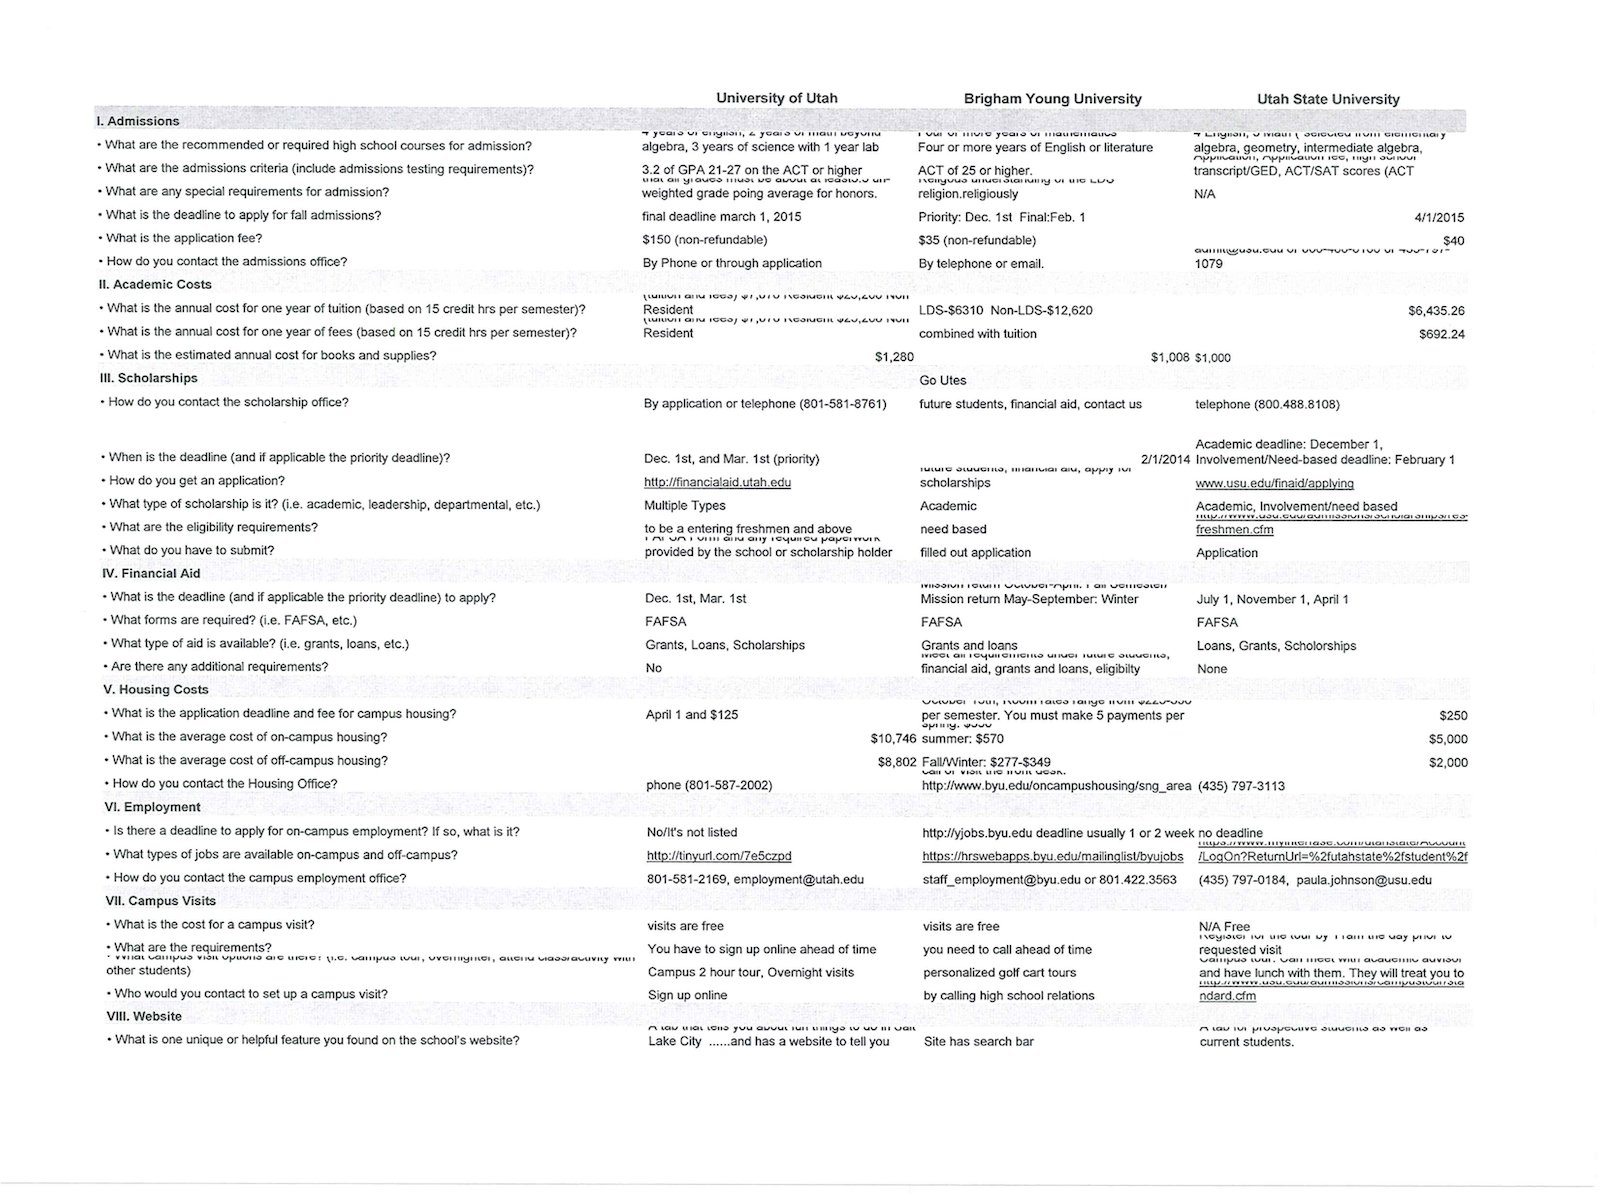 University of Utah Brigham Young University Utah State University
I. Admissions
• What are the recommended or required high school courses for admission? 4 years of english, 2 years of math beyond algebra, 3 years of science with 1 year lab Four or more years of mathematics Four or more years of English or literature 4 English, 3 Math ( selected from elementary algebra, geometry, intermediate algebra,
• What are the admissions criteria (include admissions testing requirements)? 3.2 of GPA 21-27 on the ACT or higher ACT of 25 or higher. Application, Application fee, high school transcript/GED, ACT/SAT scores (ACT
• What are any special requirements for admission? that all grades must be about at least weighted grade poing average for honors. Religious understanding of the LDS religion.religiously N/A
• What is the deadline to apply for fall admissions? final deadline march 1, 2015 Priority: Dec. 1st Final:Feb. 1 4/1/2015
• What is the application fee? $150 (non-refundable) $35 (non-refundable) $40
• How do you contact the admissions office? By Phone or through application By telephone or email. admit@usu.edu or 1079
II. Academic Costs
• What is the annual cost for one year of tuition (based on 15 credit hrs per semester)? (tuition and fees) Resident Non Resident LDS-$6310 Non-LDS-$12,620 $6,435.26
• What is the annual cost for one year of fees (based on 15 credit hrs per semester)? (tuition and fees) Resident Non Resident combined with tuition $692.24
• What is the estimated annual cost for books and supplies? $1,280 $1,008 $1,000
III. Scholarships Go Utes
• How do you contact the scholarship office? By application or telephone (801-581-8761) future students, financial aid, contact us telephone (800.488.8108)
Academic deadline: December 1,
• When is the deadline (and if applicable the priority deadline)? Dec. 1st, and Mar. 1st (priority) 2/1/2014 Involvement/Need-based deadline: February 1
• How do you get an application? http://financialaid.utah.edu future students, financial aid, apply for scholarships www.usu.edu/finaid/applying
• What type of scholarship is it? (i.e. academic, leadership, departmental, etc.) Multiple Types Academic Academic, Involvement/need based
• What are the eligibility requirements? to be a entering freshmen and above need based http://www.usu.edu/admissions/scholarships/res- freshmen.cfm
• What do you have to submit? FAFSA Form and any required paperwork provided by the school or scholarship holder filled out application Application
IV. Financial Aid
• What is the deadline (and if applicable the priority deadline) to apply? Dec. 1st, Mar. 1st Mission return October-April: Fall Semester/ Mission return May-September: Winter July 1, November 1, April 1
• What forms are required? (i.e. FAFSA, etc.) FAFSA FAFSA FAFSA
• What type of aid is available? (i.e. grants, loans, etc.) Grants, Loans, Scholarships Grants and loans Loans, Grants, Scholorships
• Are there any additional requirements? No Meet all requirements under future students, financial aid, grants and loans, eligibilty None
V. Housing Costs
• What is the application deadline and fee for campus housing? April 1 and $125 October 10th, Room rates range from per semester. You must make 5 payments per $250
• What is the average cost of on-campus housing? $10,746 spring: summer: $570 $5,000
• What is the average cost of off-campus housing? $8,802 Fall/Winter: $277-$349 $2,000
• How do you contact the Housing Office? phone (801-587-2002) call or visit the front desk. http://www.byu.edu/oncampushousing/sng_area (435) 797-3113
VI. Employment
• Is there a deadline to apply for on-campus employment? If so, what is it? No/It's not listed http://yjobs.byu.edu deadline usually 1 or 2 week no deadline
• What types of jobs are available on-campus and off-campus? http://tinyurl.com/7e5czpd https://hrswebapps.byu.edu/mailinglist/byujobs https://www.myinterfase.com/utahstate/Account /LogOn?ReturnUrl=%2futahstate%2fstudent%2f
• How do you contact the campus employment office? 801-581-2169, employment@utah.edu staff_employment@byu.edu or 801.422.3563 (435) 797-0184, paula.johnson@usu.edu
VII. Campus Visits
• What is the cost for a campus visit? visits are free visits are free N/A Free
• What are the requirements? You have to sign up online ahead of time you need to call ahead of time Register for the tour by 11am the day prior to requested visit
• What campus visit options are there? (i.e. campus tour, overnighter, attend class/activity with
other students) Campus 2 hour tour, Overnight visits personalized golf cart tours Campus tour. Can meet with academic advisor and have lunch with them. They will treat you to
• Who would you contact to set up a campus visit? Sign up online by calling high school relations http://www.usu.edu/admissions/campustour/sta ndard.cfm
VIII. Website
• What is one unique or helpful feature you found on the school's website? A tab that tells you about fun things to do in Salt Lake City ......and has a website to tell you Site has search bar A tab for prospective students as well as current students.